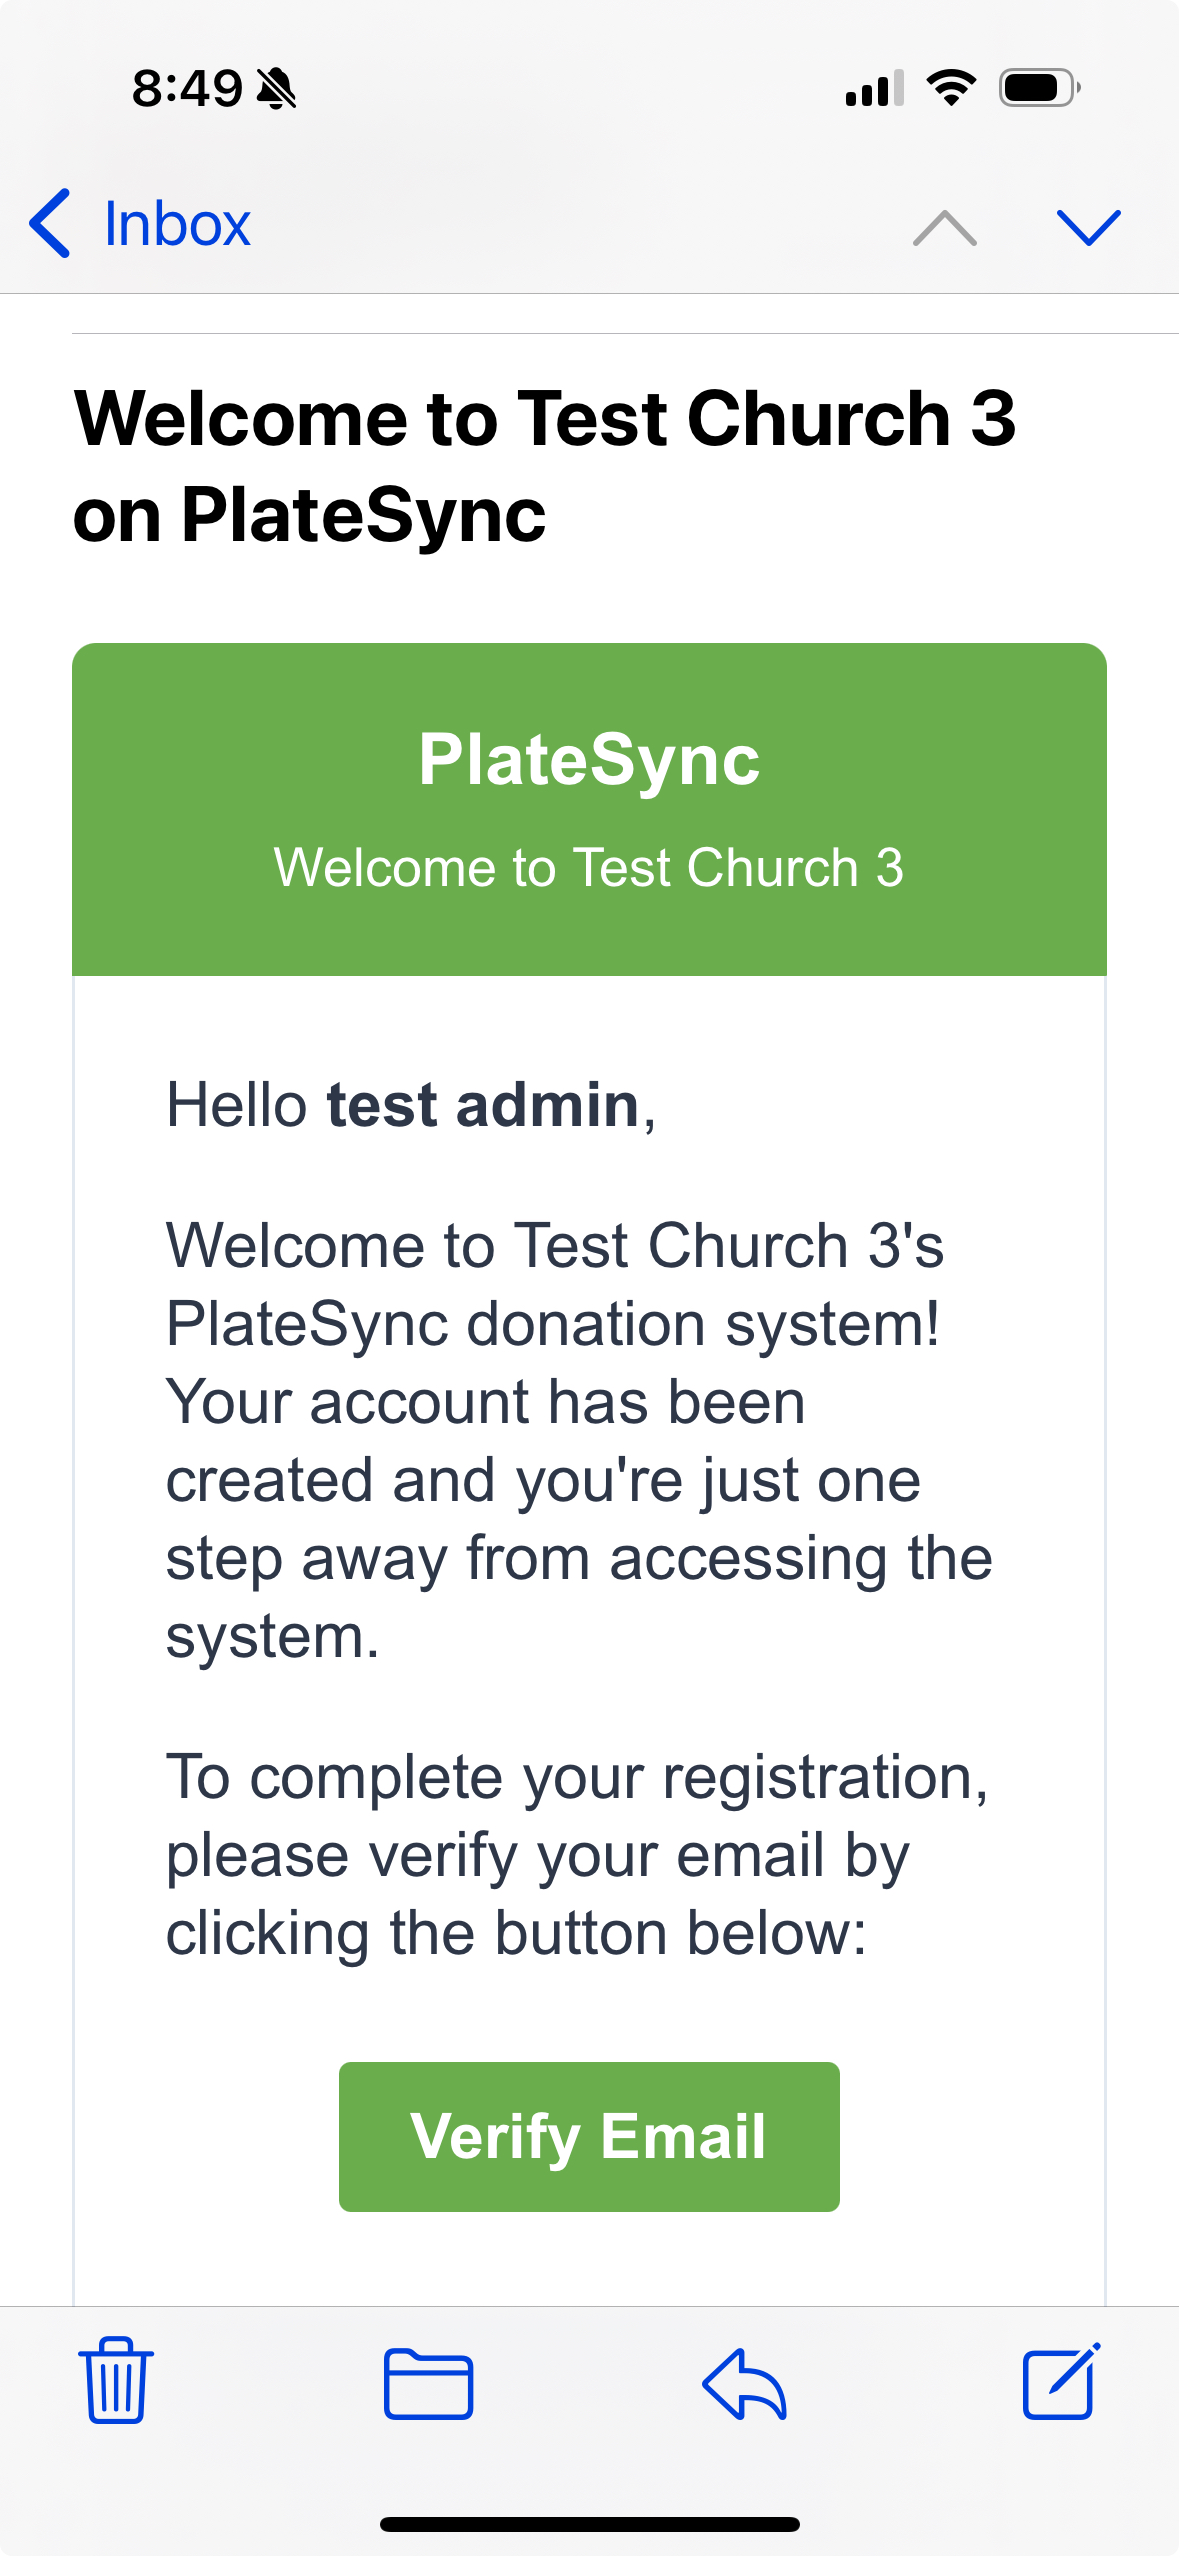 8:49
Inbox
Welcome to Test Church 3
on PlateSync
PlateSync
Welcome to Test Church 3
Hello test admin,
Welcome to Test Church 3's
PlateSync donation system!
Your account has been
created and you're just one
step away from accessing the
system.
To complete your registration,
please verify your email by
clicking the button below:
Verify Email